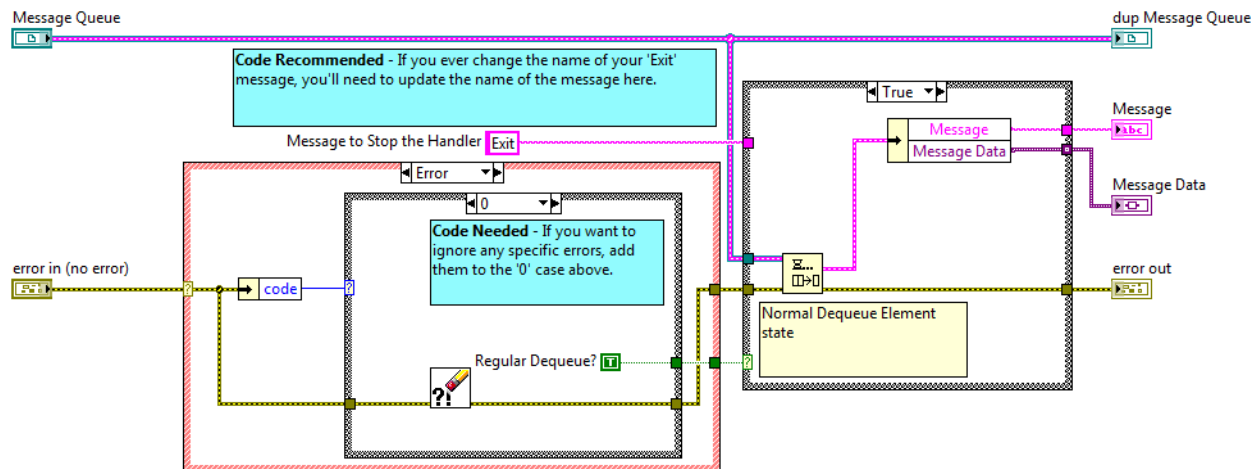 Message Queue
dup Message Queue
Code Recommended - If you ever change the name of your 'Exit'
message, you'll need to update the name of the message here.
True
Message
Message to Stop the Handler
Exit
Message
Message Data
abc
Error
0
Message Data
Code Needed - If you want to
ignore any specific errors, add
them to the '0' case above.
error in (no error)
code
error out
Normal Dequeue Element
state
Regular Dequeue?
T
?!